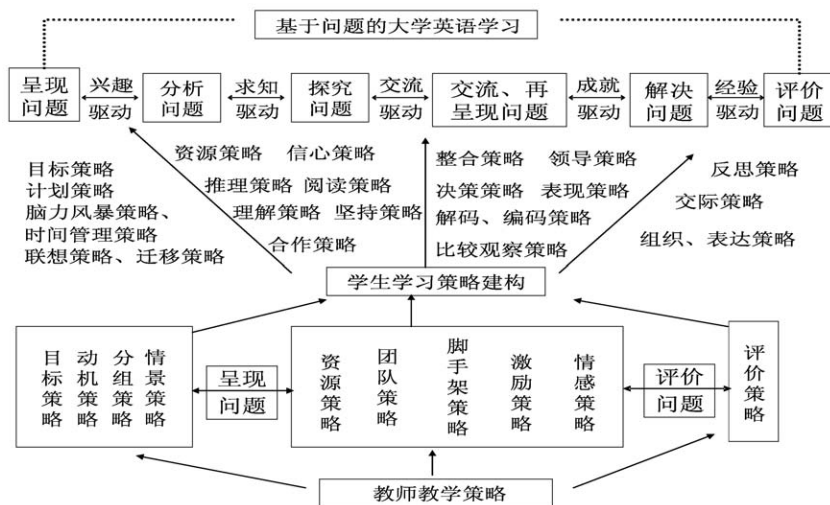 基于问题的大学英语学习
呈现
问题
兴趣
驱动
分析
问题
求知
驱动
探究
问题
交流
驱动
交流、再
呈现问题
成就
驱动
解决
问题
经验
驱动
评价
问题
目标策略
计划策略
脑力风暴策略、
时间管理策略
联想策略、迁移策略
资源策略 信心策略
推理策略 阅读策略
理解策略 坚持策略
合作策略
整合策略 领导策略
决策策略 表现策略
解码、编码策略
比较观察策略
反思策略
交际策略
组织、表达策略
学生学习策略建构
目标策略
动机策略
分组策略
情景策略
呈现
问题
资源策略
团队策略
脚手架策略
激励策略
情感策略
评价
问题
评价策略
教师教学策略